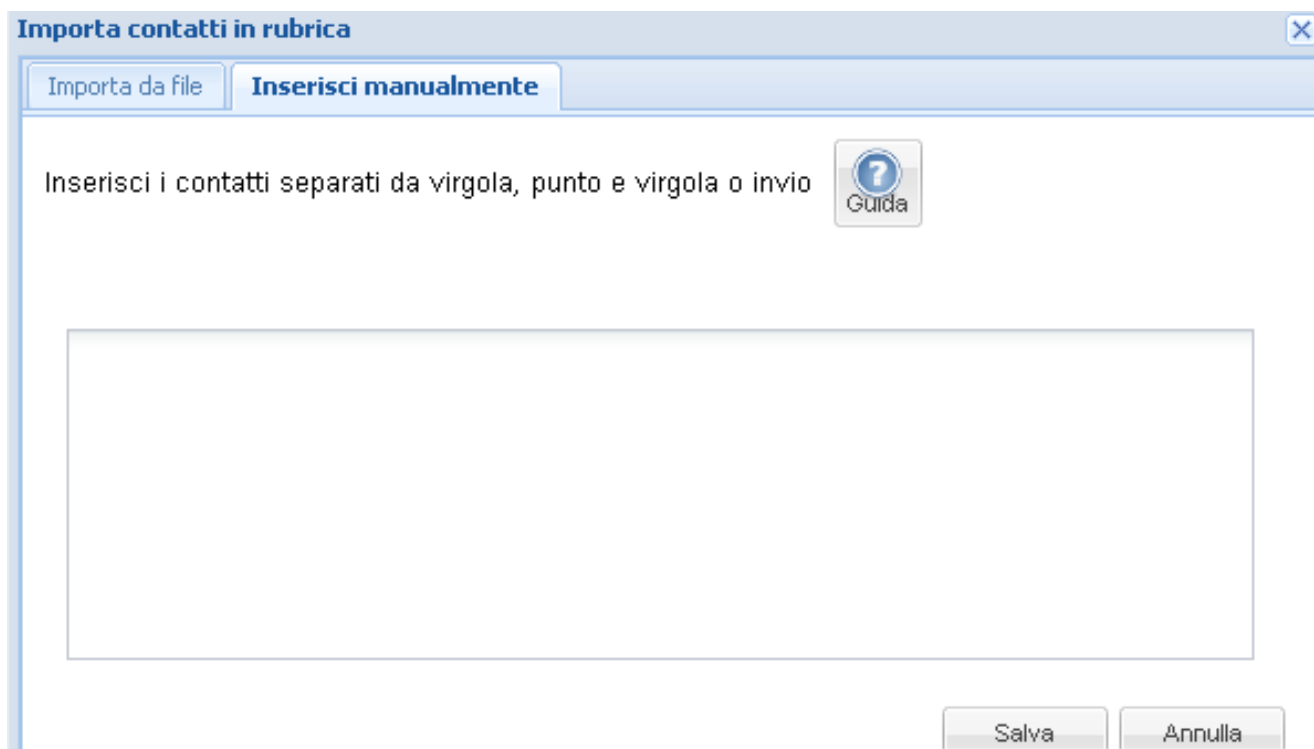 Importa contatti in rubrica
Importa da file
Inserisci manualmente
Inserisci i contatti separati da virgola, punto e virgola o invio
?
Guida
Salva
Annulla